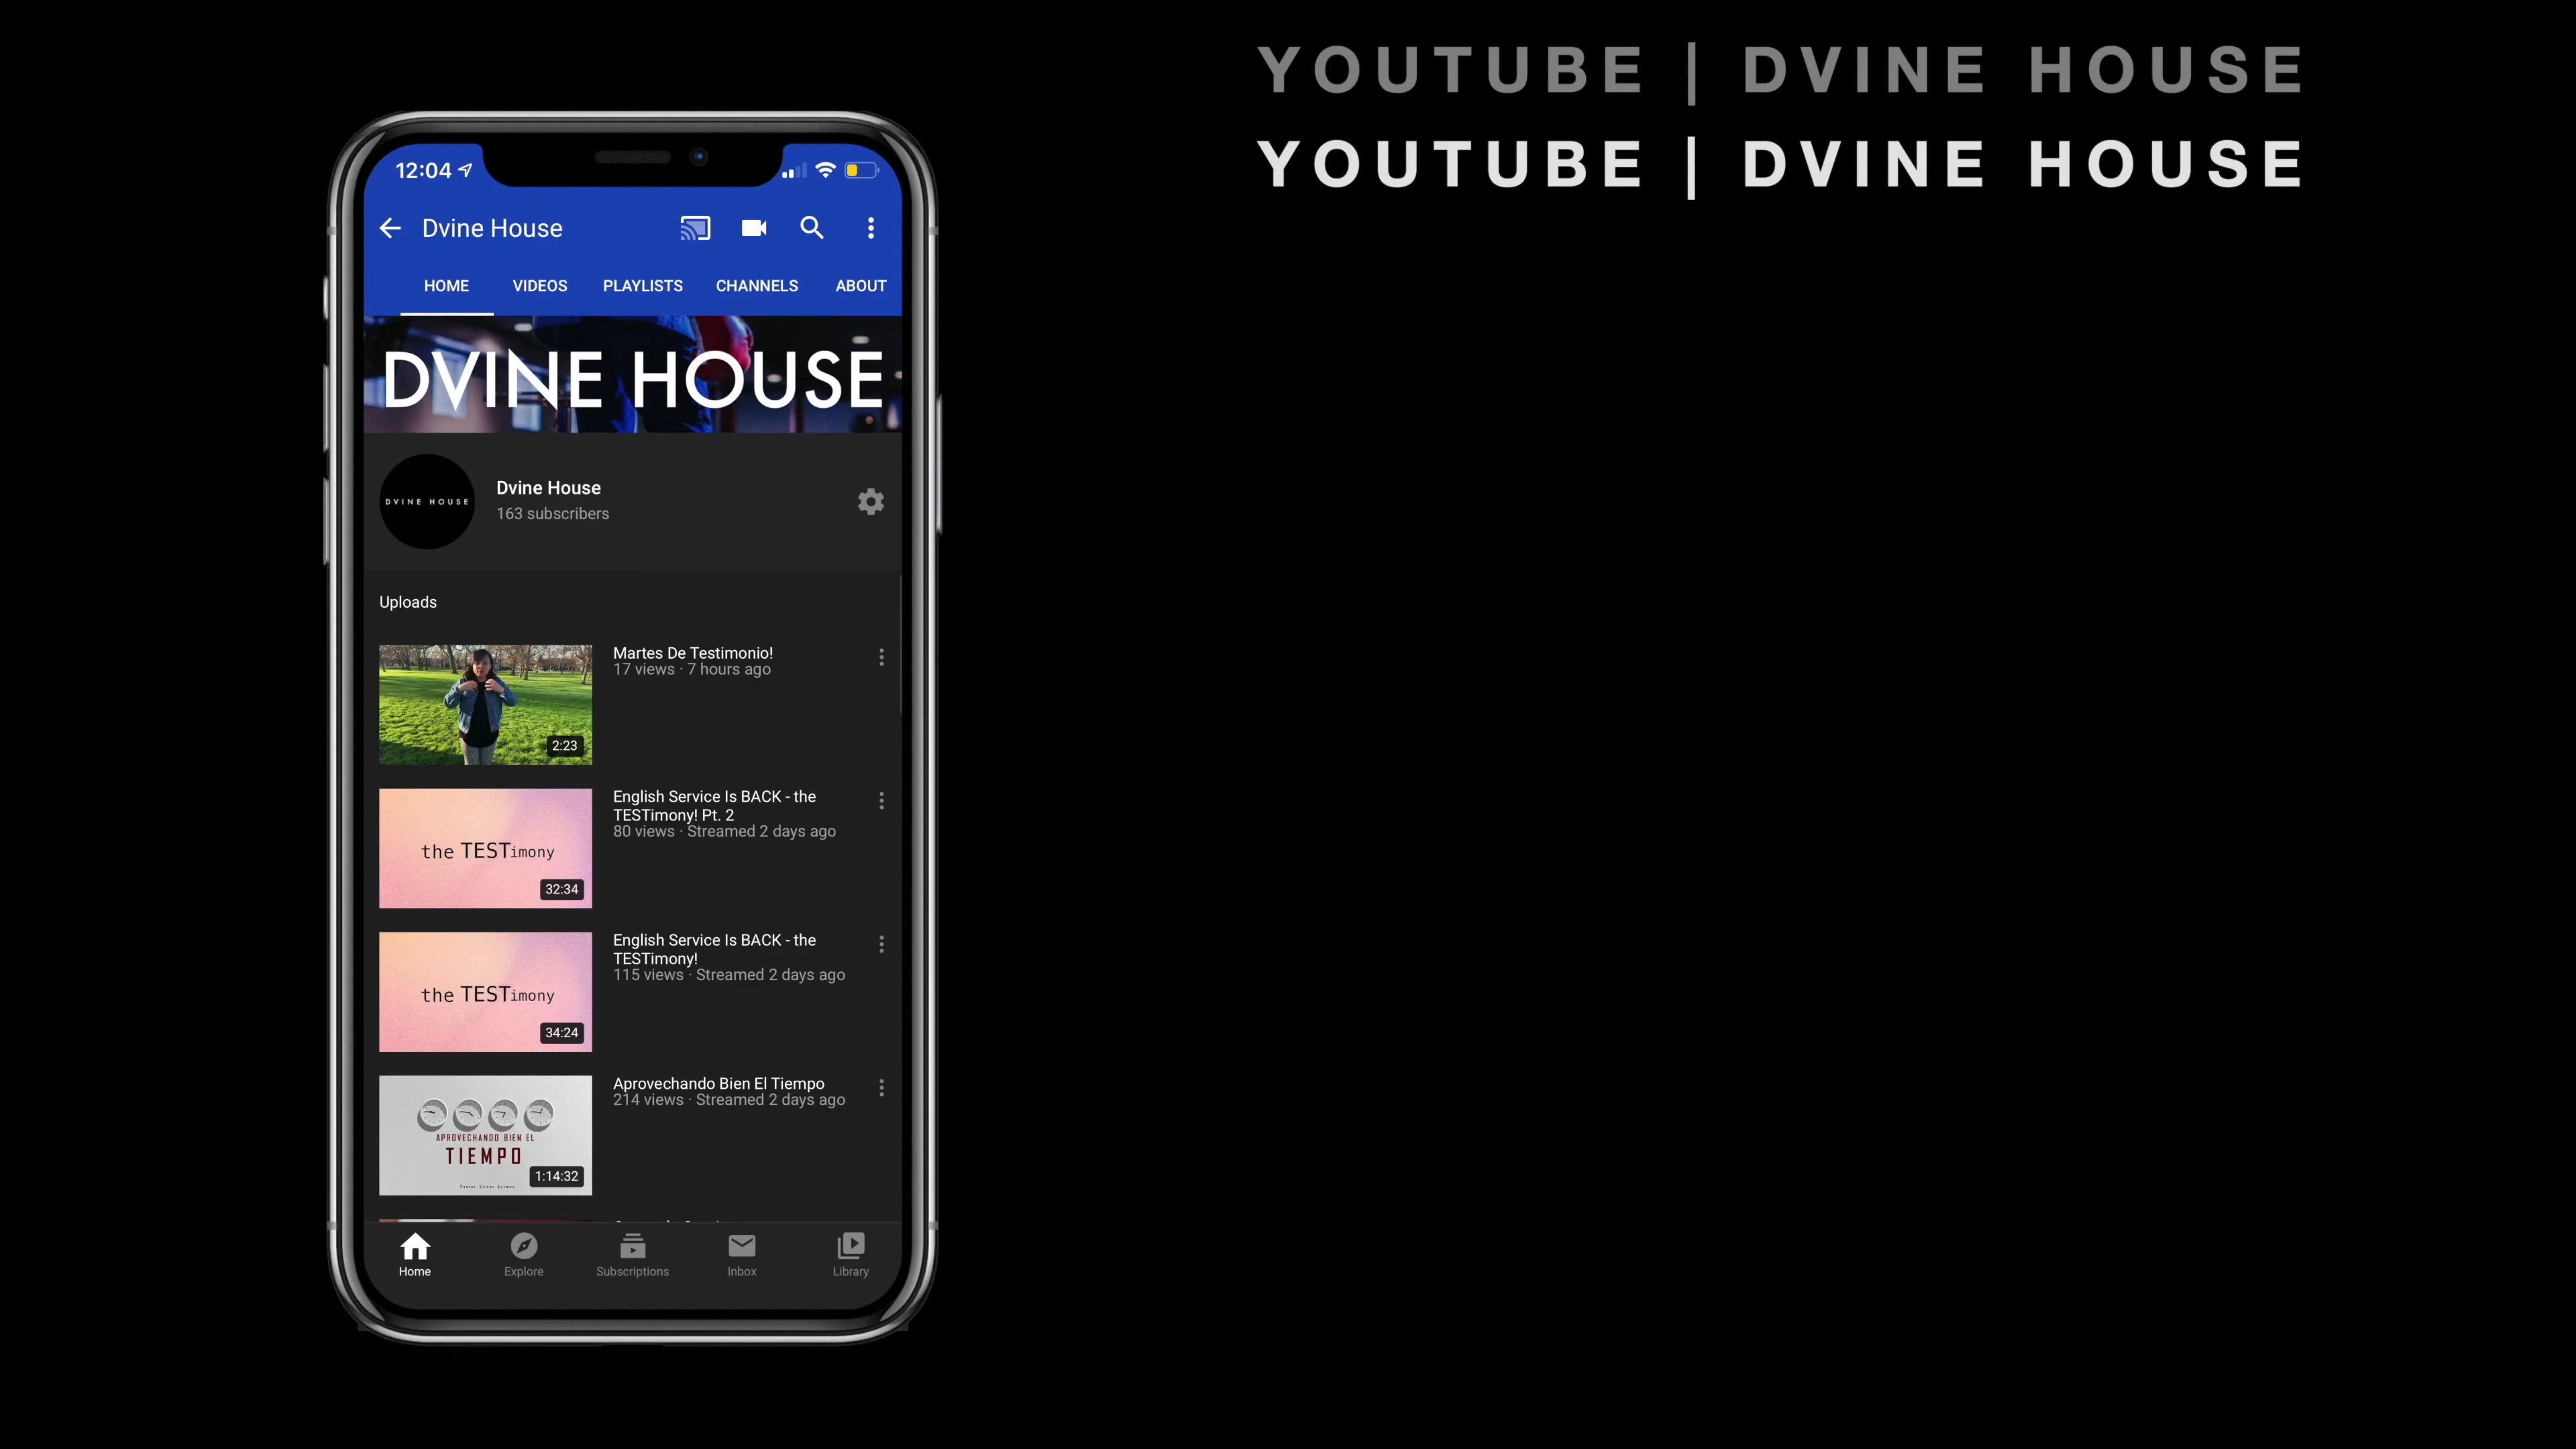 YOUTUBE | DVINE HOUSE
YOUTUBE | DVINE HOUSE
12:04
Dvine House
HOME VIDEOS PLAYLISTS CHANNELS ABOUT
DVINE HOUSE
DVINE HOUSE
Dvine House
163 subscribers
Uploads
Martes De Testimonio!
17 views · 7 hours ago
2:23
English Service Is BACK - the
TESTimony! Pt. 2
80 views · Streamed 2 days ago
the TESTimony
32:34
English Service Is BACK - the
TESTimony!
115 views · Streamed 2 days ago
the TESTimony
34:24
Aprovechando Bien El Tiempo
214 views · Streamed 2 days ago
APROVECHANDO BIEN EL
TIEMPO
1:14:32
Home Explore Subscriptions Inbox Library